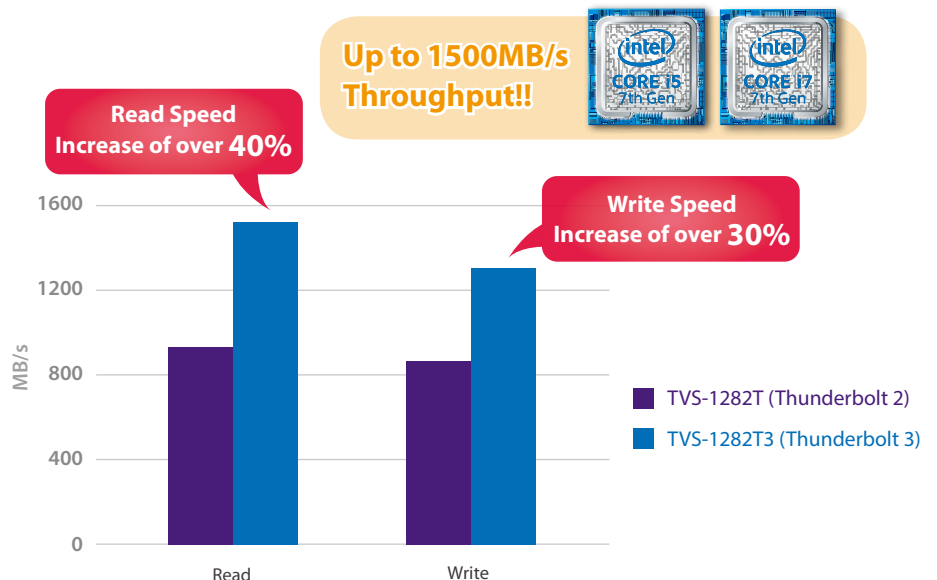 Up to 1500MB/s
Throughput!!
intel
CORE i5
7th Gen
intel
CORE i7
7th Gen
Read Speed
Increase of over 40%
Write Speed
Increase of over 30%
MB/s
1600
1200
800
400
0
Read
Write
TVS-1282T (Thunderbolt 2)
TVS-1282T3 (Thunderbolt 3)